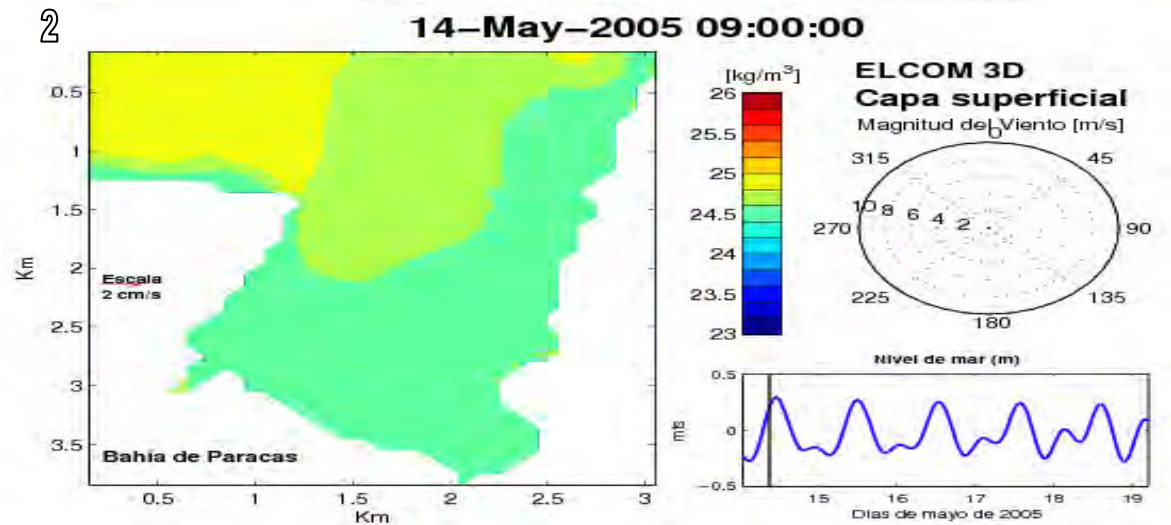 2
14-May-2005 09:00:00
[kg/m³]
ELCOM 3D
Capa superficial
Magnitud del Viento [m/s]
0
315
45
10 8 6 4 2
270
90
225
135
180
26
25.5
25
24.5
24
23.5
23
0.5
1
1.5
2
2.5
3
3.5
Km
Escala
2 cm/s
Bahía de Paracas
0.5 1 1.5 2 2.5 3
Km
Nivel de mar (m)
0.5
0
-0.5
mts
15 16 17 18 19
Dias de mayo de 2005